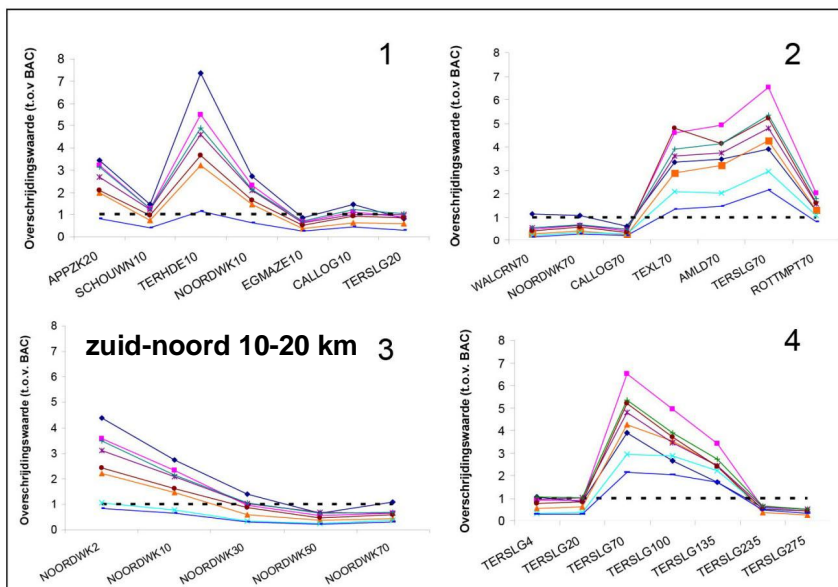 1
Overschrijdingswaarde (t.o.v BAC)
8
7
6
5
4
3
2
1
0
APPZK20
SCHOUWN10
TERHDE10
NOORDWK10
EGMAZE10
CALLOG10
TERSLG20
2
Overschrijdingswaarde (t.o.v. BAC)
8
7
6
5
4
3
2
1
0
WALCRN70
NOORDWK70
CALLOG70
TEXL70
AMLD70
TERSLG70
ROTTMPT70
zuid-noord 10-20 km
3
Overschrijdingswaarde (t.o.v. BAC)
8
7
6
5
4
3
2
1
0
NOORDWK2
NOORDWK10
NOORDWK30
NOORDWK50
NOORDWK70
4
Overschrijdingswaarde (t.o.v. BAC)
8
7
6
5
4
3
2
1
0
TERSLG4
TERSLG20
TERSLG70
TERSLG100
TERSLG135
TERSLG235
TERSLG275